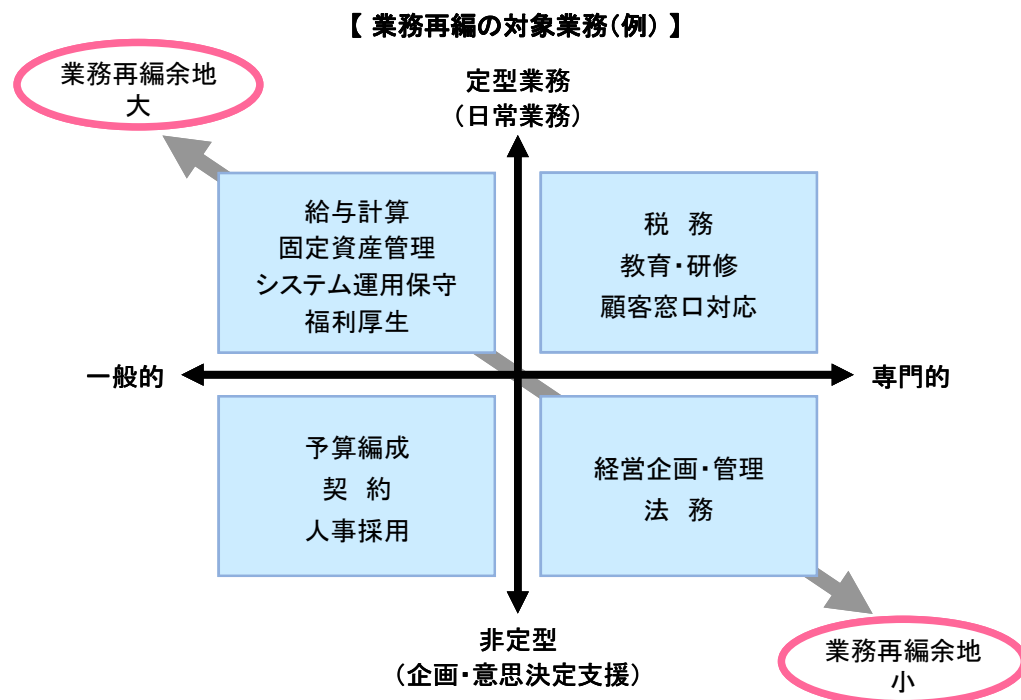 【 業務再編の対象業務(例) 】
業務再編余地
大
定型業務
(日常業務)
給与計算
固定資産管理
システム運用保守
福利厚生
税 務
教育・研修
顧客窓口対応
一般的
専門的
予算編成
契 約
人事採用
経営企画・管理
法 務
非定型
(企画・意思決定支援)
業務再編余地
小